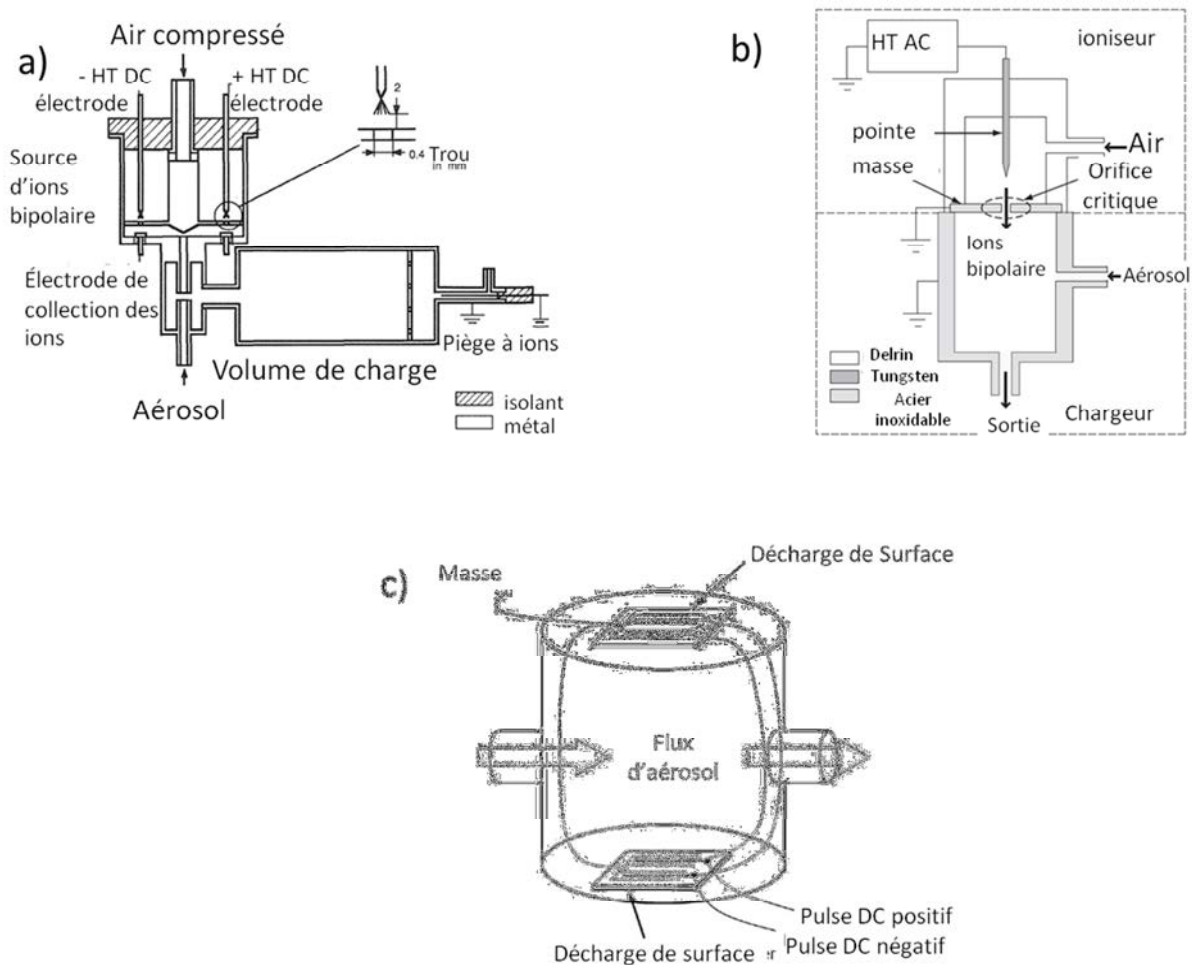 a)
Air compressé
- HT DC
électrode
+ HT DC
électrode
2
0.4 Trou
in mm
Source
d'ions
bipolaire
Électrode de
collection des
ions
Piège à ions
Volume de charge
Aérosol
isolant
métal
b)
HT AC
ioniseur
pointe
masse
Air
Orifice
critique
Ions
bipolaire
Aérosol
Delrin
Tungsten
Acier
inoxidable
Sortie
Chargeur
c)
Masse
Décharge de Surface
Flux
d'aérosol
Pulse DC positif
Pulse DC négatif
Décharge de surface er